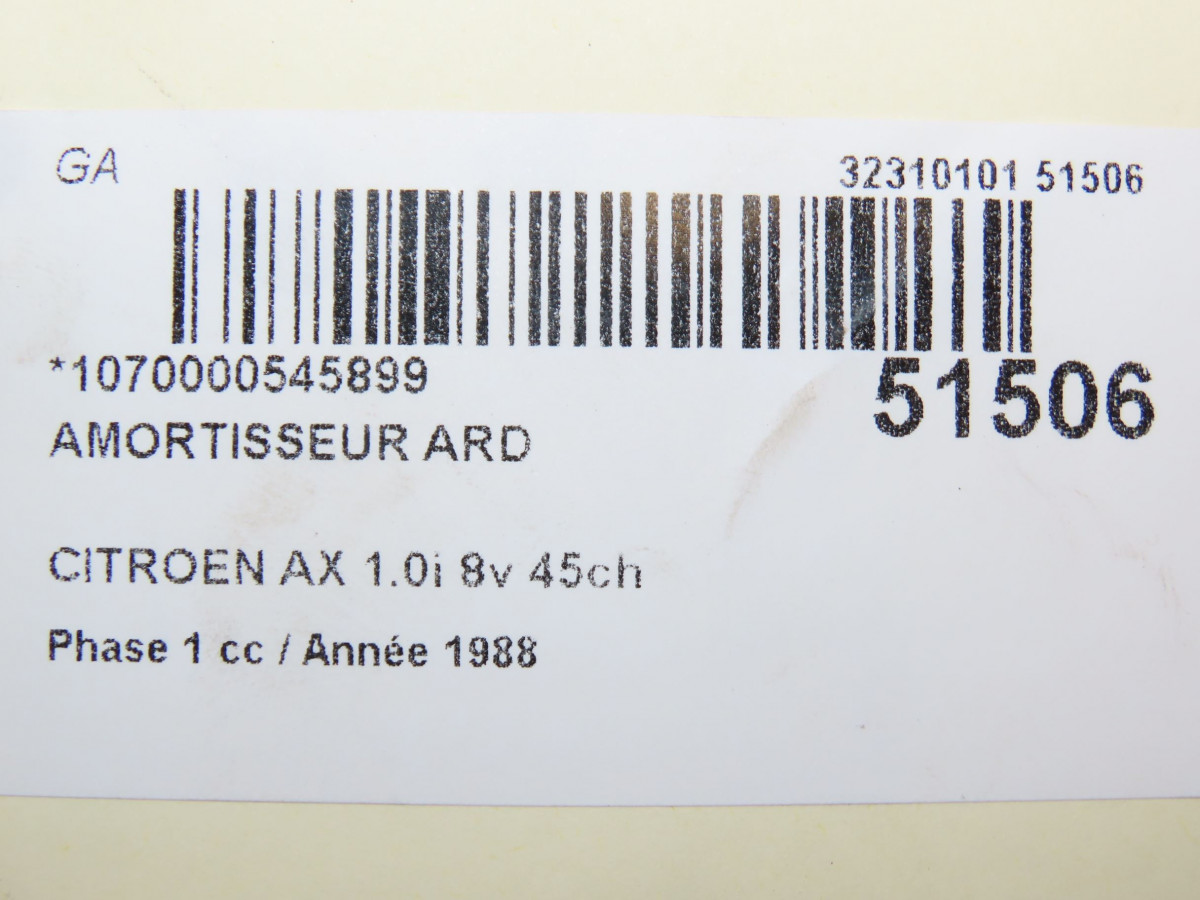 GA
32310101 51506
*1070000545899
51506
AMORTISSEUR ARD
CITROEN AX 1.0i 8v 45ch
Phase 1 cc / Année 1988